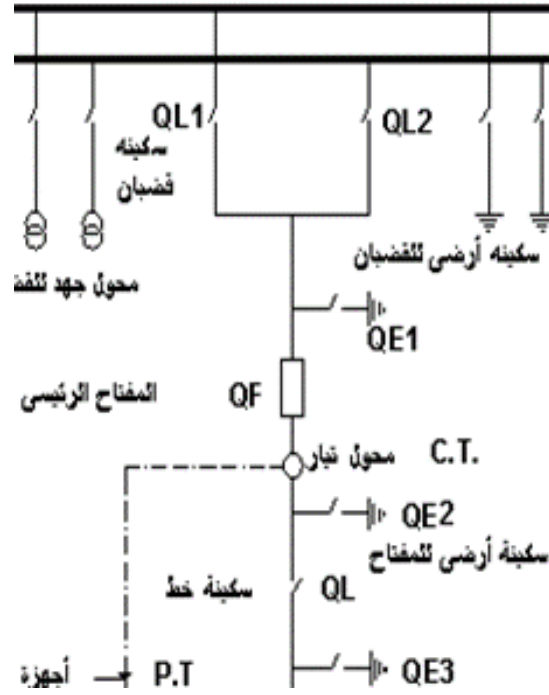 QL1
QL2
سكينه
قضبان
محول جهد للقض
سكينه أرضى للقضبان
QE1
المفتاح الرئيسى
QF
محول تيار
C.T.
QE2
سكينة أرضى للمفتاح
سكينة خط
QL
أجهزة
P.T
QE3